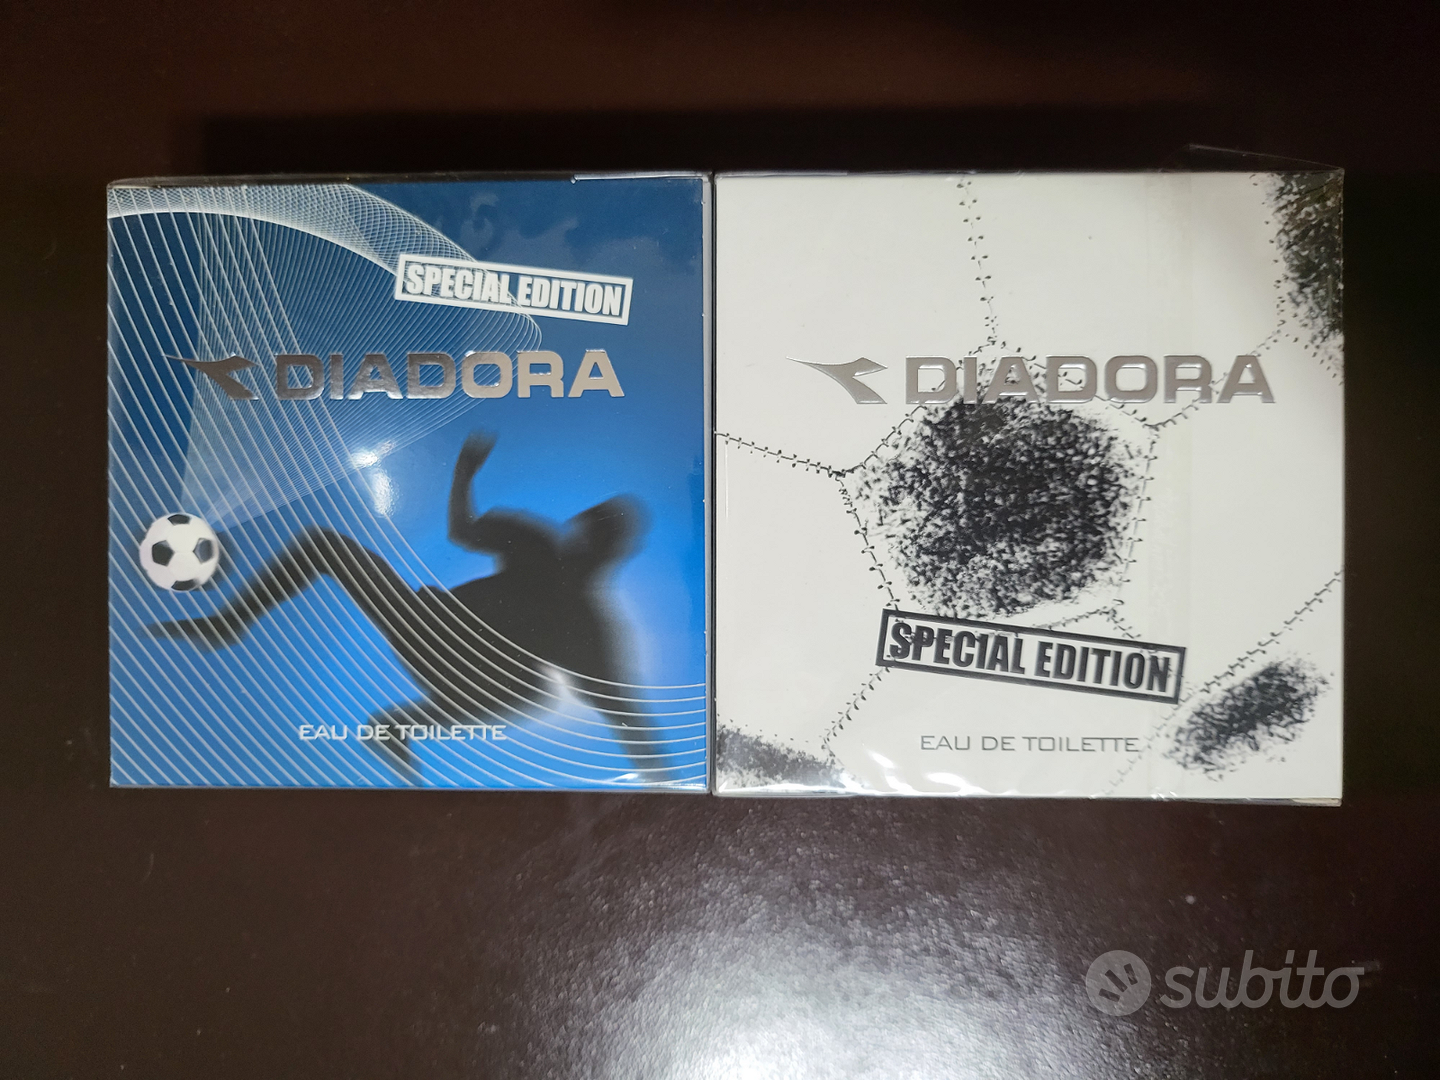 SPECIAL EDITION
DIADORA
EAU DE TOILETTE
DIADORA
SPECIAL EDITION
EAU DE TOILETTE
subito